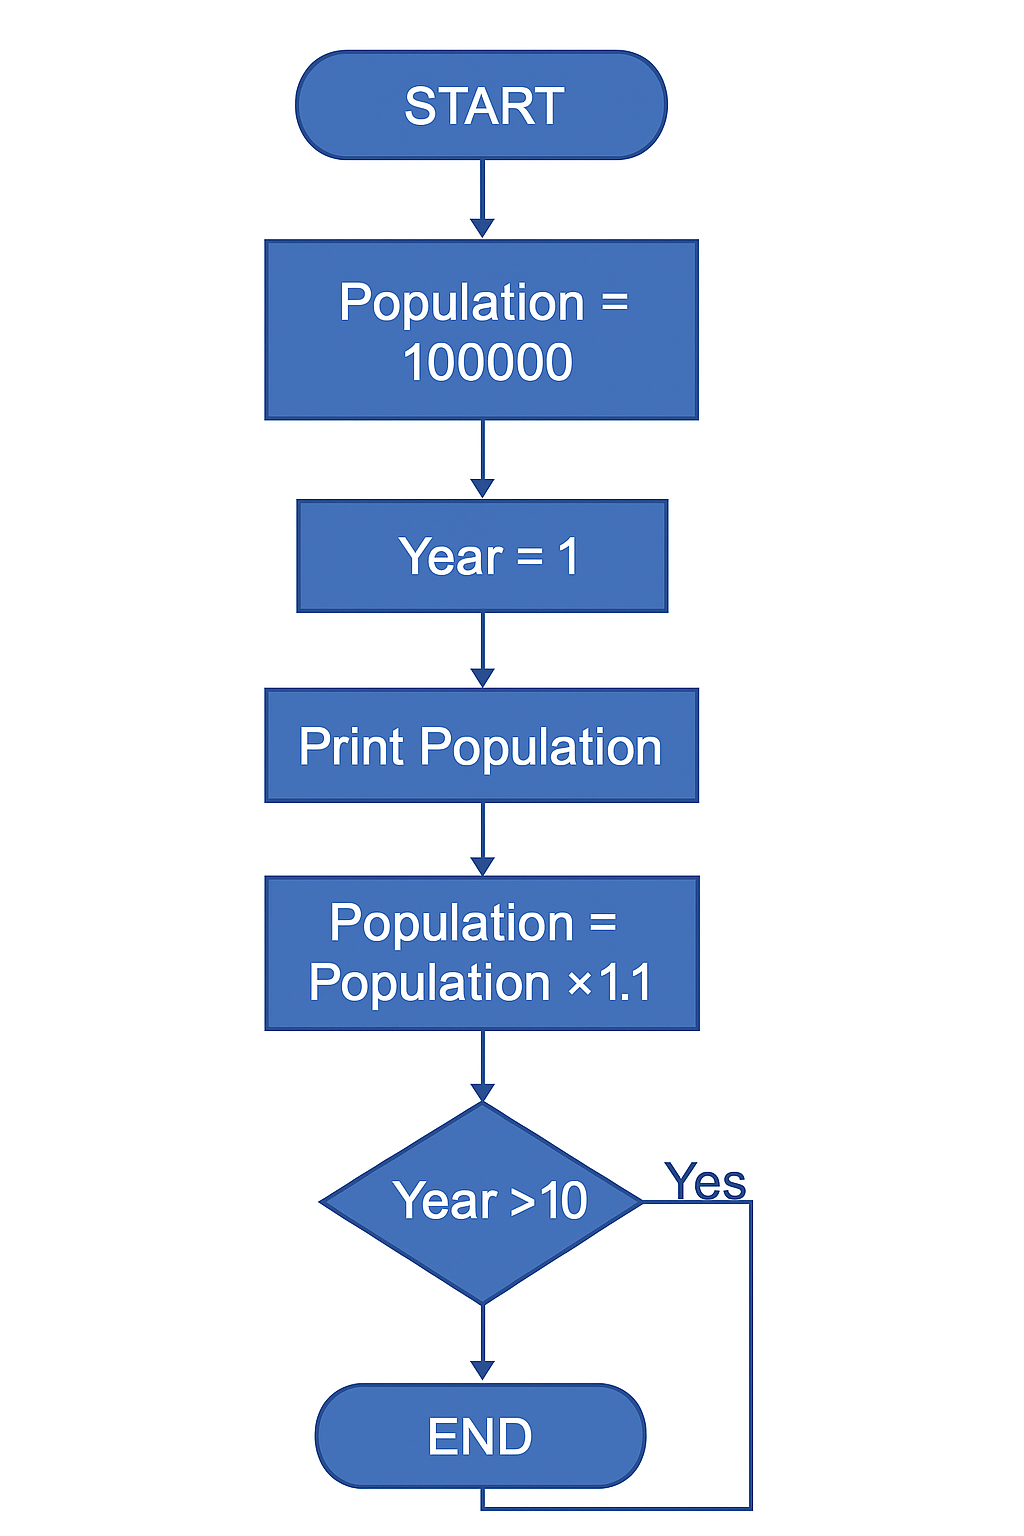 START
Population =
100000
Year = 1
Print Population
Population =
Population ×1.1
Year >10
Yes
END